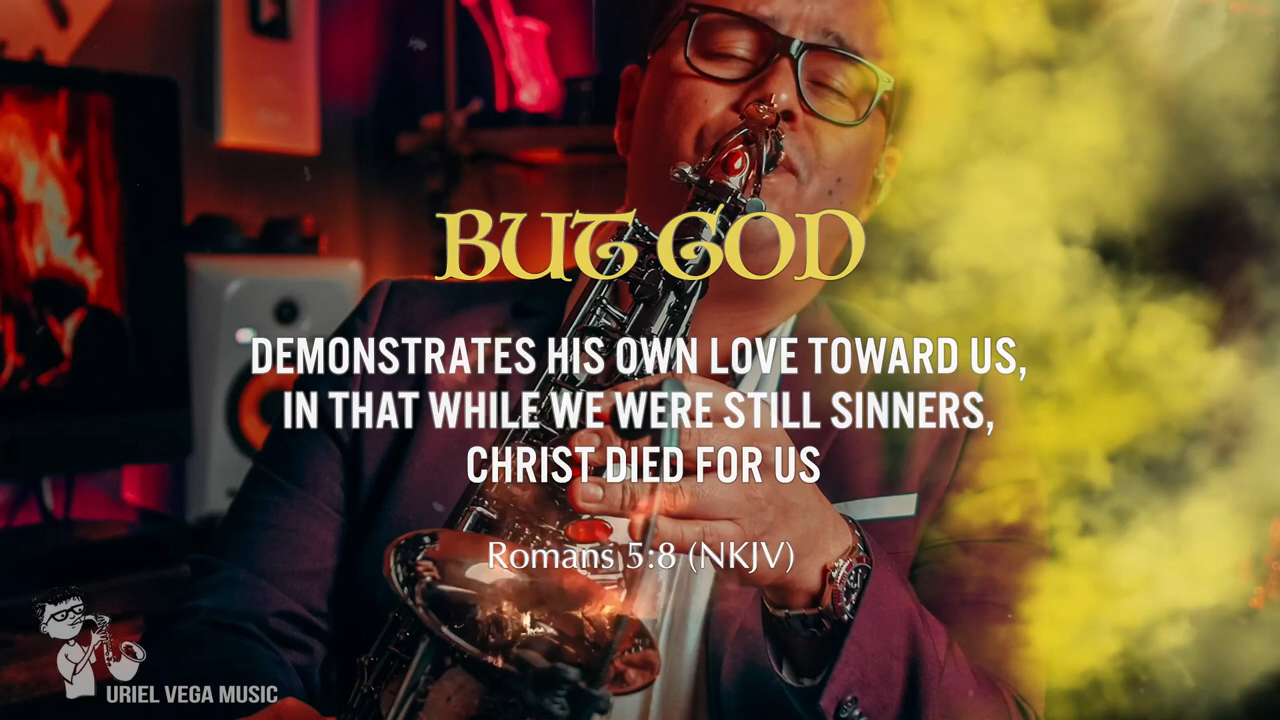 BUT GOD
DEMONSTRATES HIS OWN LOVE TOWARD US,
IN THAT WHILE WE WERE STILL SINNERS,
CHRIST DIED FOR US
Romans 5:8 (NKJV)
URIEL VEGA MUSIC